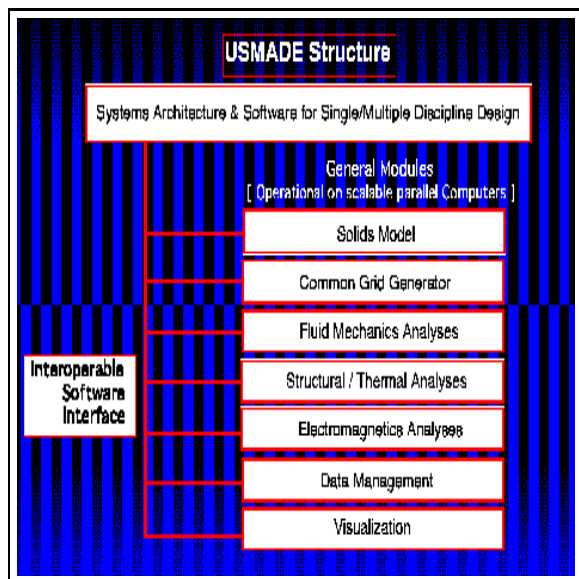 USMADE Structure
Systems Architecture & Software for Single/Multiple Discipline Design
General Modules
[ Operational on scalable parallel Computers ]
Solids Model
Common Grid Generator
Fluid Mechanics Analyses
Structural / Thermal Analyses
Electromagnetics Analyses
Data Management
Visualization
Interoperable
Software
Interface